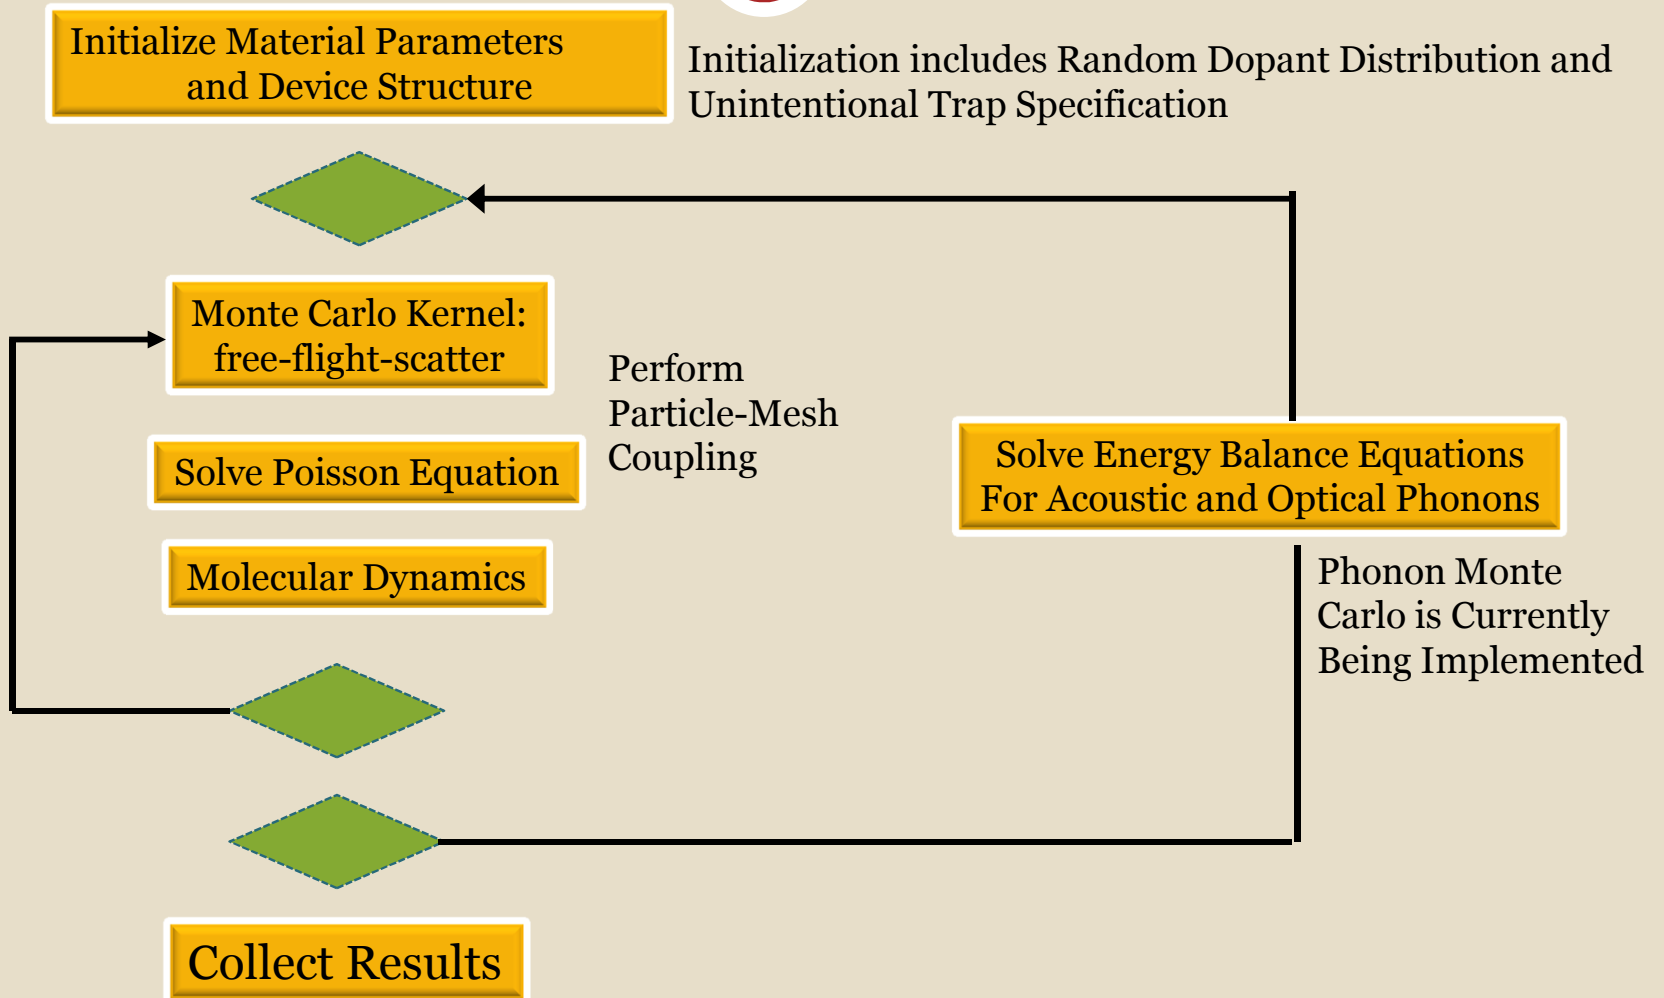 Initialize Material Parameters
and Device Structure
Initialization includes Random Dopant Distribution and
Unintentional Trap Specification
Monte Carlo Kernel:
free-flight-scatter
Perform
Particle-Mesh
Coupling
Solve Poisson Equation
Solve Energy Balance Equations
For Acoustic and Optical Phonons
Molecular Dynamics
Phonon Monte
Carlo is Currently
Being Implemented
Collect Results